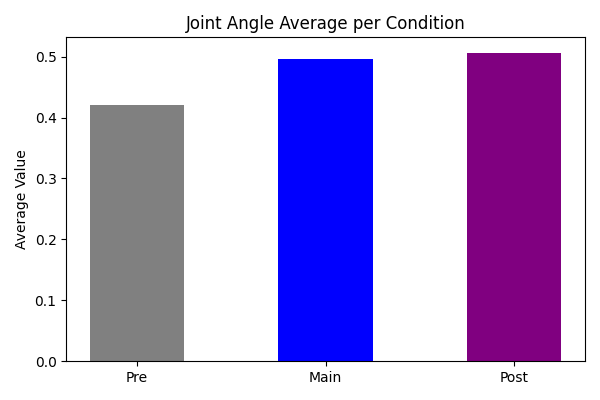 Joint Angle Average per Condition
Average Value
0.5
0.4
0.3
0.2
0.1
0.0
Pre
Main
Post